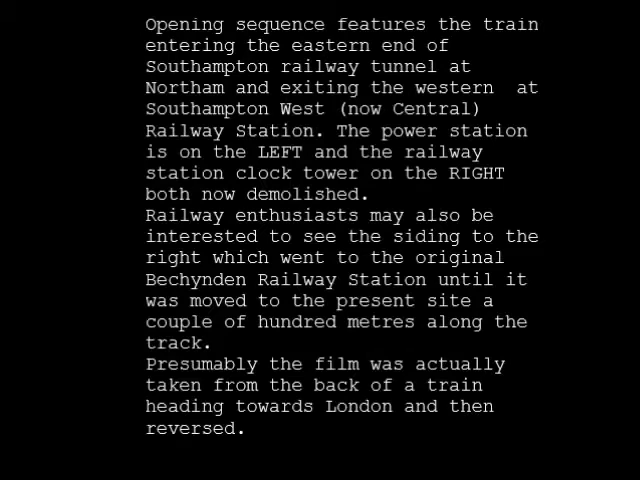 Opening sequence features the train
entering the eastern end of
Southampton railway tunnel at
Northam and exiting the western  at
Southampton West (now Central)
Railway Station. The power station
is on the LEFT and the railway
station clock tower on the RIGHT
both now demolished.
Railway enthusiasts may also be
interested to see the siding to the
right which went to the original
Bechynden Railway Station until it
was moved to the present site a
couple of hundred metres along the
track.
Presumably the film was actually
taken from the back of a train
heading towards London and then
reversed.